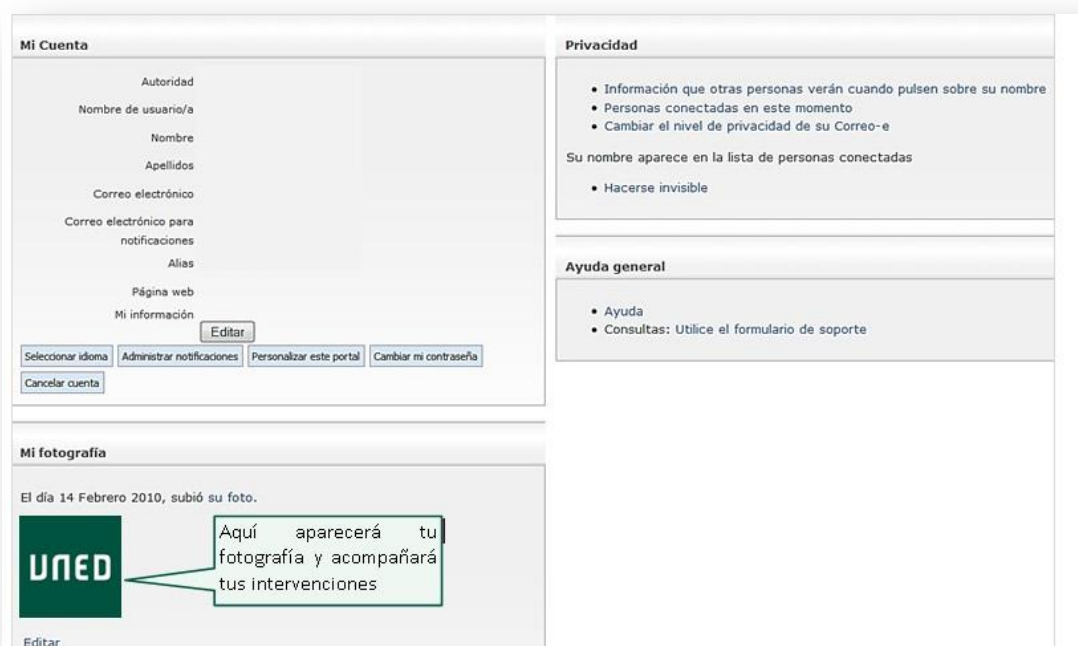 Mi Cuenta
Autoridad
Nombre de usuario/a
Nombre
Apellidos
Correo electrónico
Correo electrónico para
notificaciones
Alias
Página web
Mi información
Editar
Seleccionar idioma Administrar notificaciones Personalizar este portal Cambiar mi contraseña
Cancelar cuenta
Mi fotografía
El día 14 Febrero 2010, subió su foto.
UNED
Aquí aparecerá tu
fotografía y acompañará
tus intervenciones
Editar
Privacidad
• Información que otras personas verán cuando pulsen sobre su nombre
• Personas conectadas en este momento
• Cambiar el nivel de privacidad de su Correo-e
Su nombre aparece en la lista de personas conectadas
• Hacerse invisible
Ayuda general
• Ayuda
• Consultas: Utilice el formulario de soporte